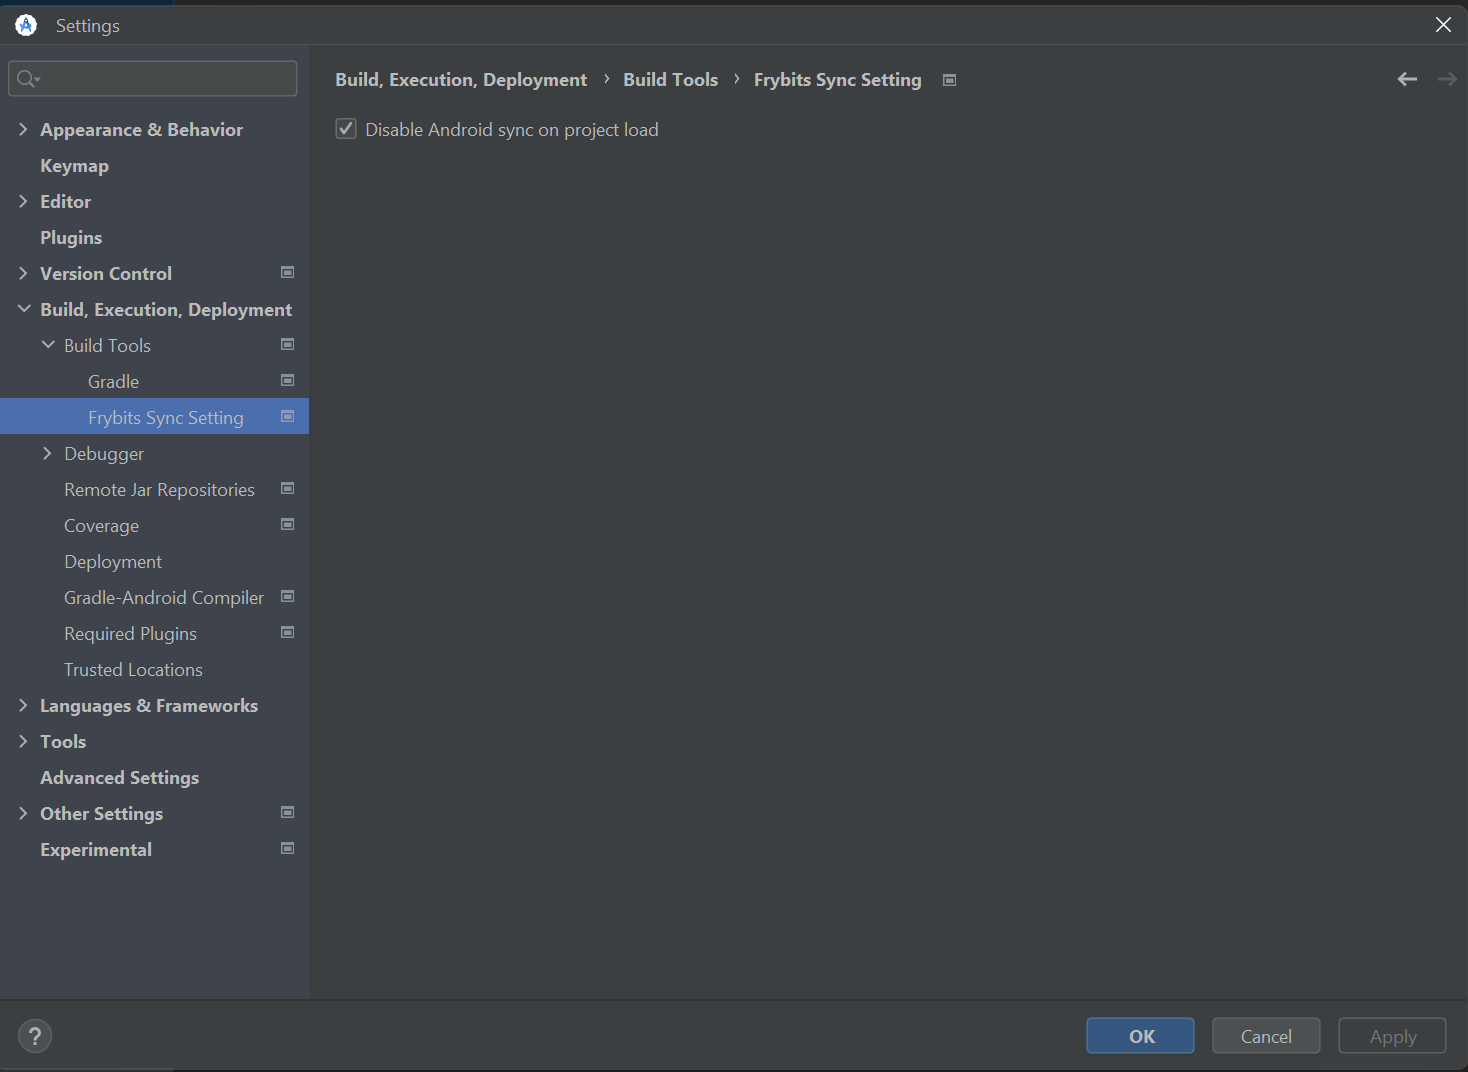 Settings
Build, Execution, Deployment › Build Tools › Frybits Sync Setting
Disable Android sync on project load
Appearance & Behavior
Keymap
Editor
Plugins
Version Control
Build, Execution, Deployment
Build Tools
Gradle
Frybits Sync Setting
Debugger
Remote Jar Repositories
Coverage
Deployment
Gradle-Android Compiler
Required Plugins
Trusted Locations
Languages & Frameworks
Tools
Advanced Settings
Other Settings
Experimental
? OK Cancel Apply